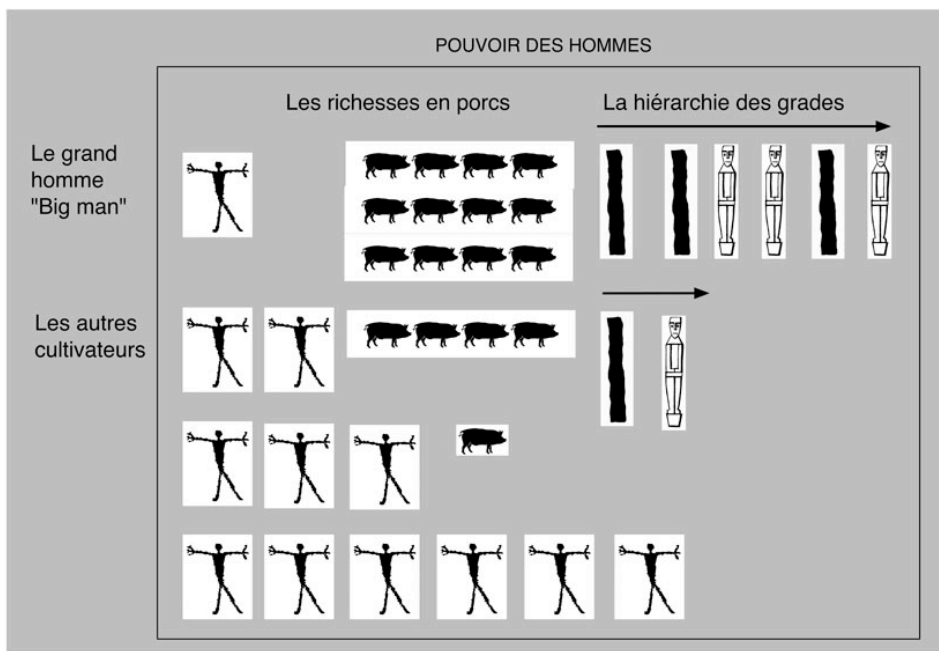 POUVOIR DES HOMMES
Les richesses en porcs
La hiérarchie des grades
Le grand
homme
"Big man"
Les autres
cultivateurs